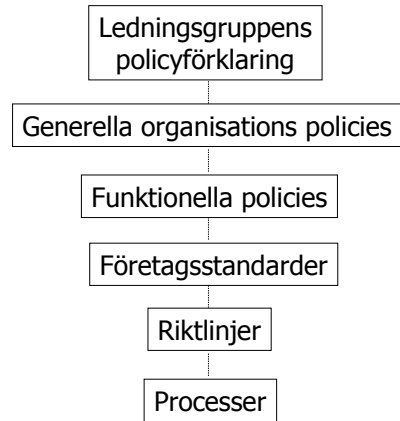 Ledningsgruppens
policyförklaring
Generella organisations policies
Funktionella policies
Företagsstandarder
Riktlinjer
Processer